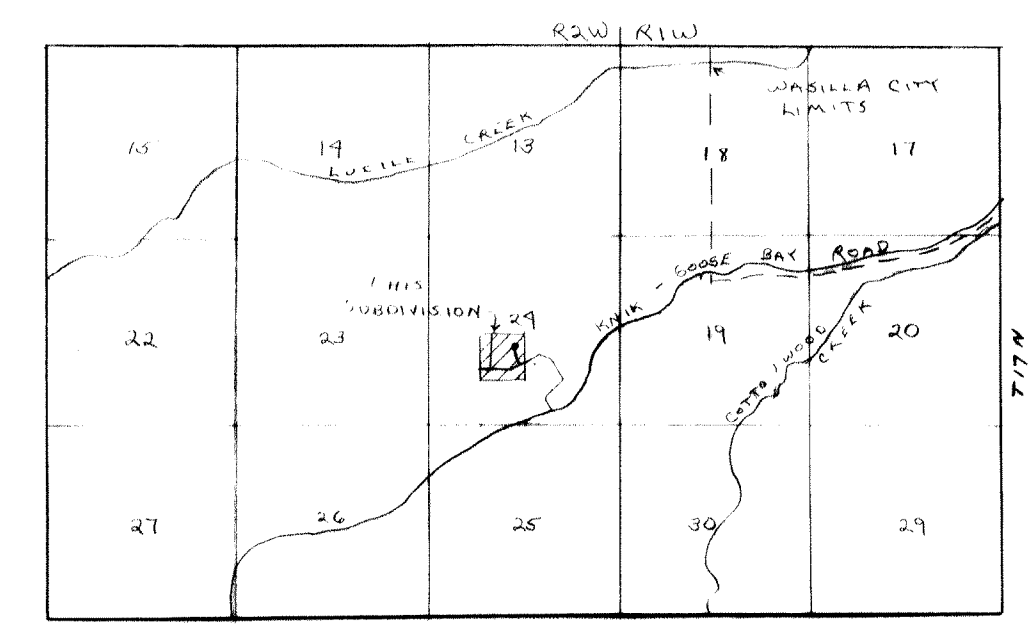 R2W R1W
WASILLA CITY
LIMITS
15
14
LUCILE CREEK
13
18
17
KNIK - GOOSE BAY ROAD
THIS
SUBDIVISION
24
22
23
19
20
COTTONWOOD
CREEK
T17N
27
26
25
30
29